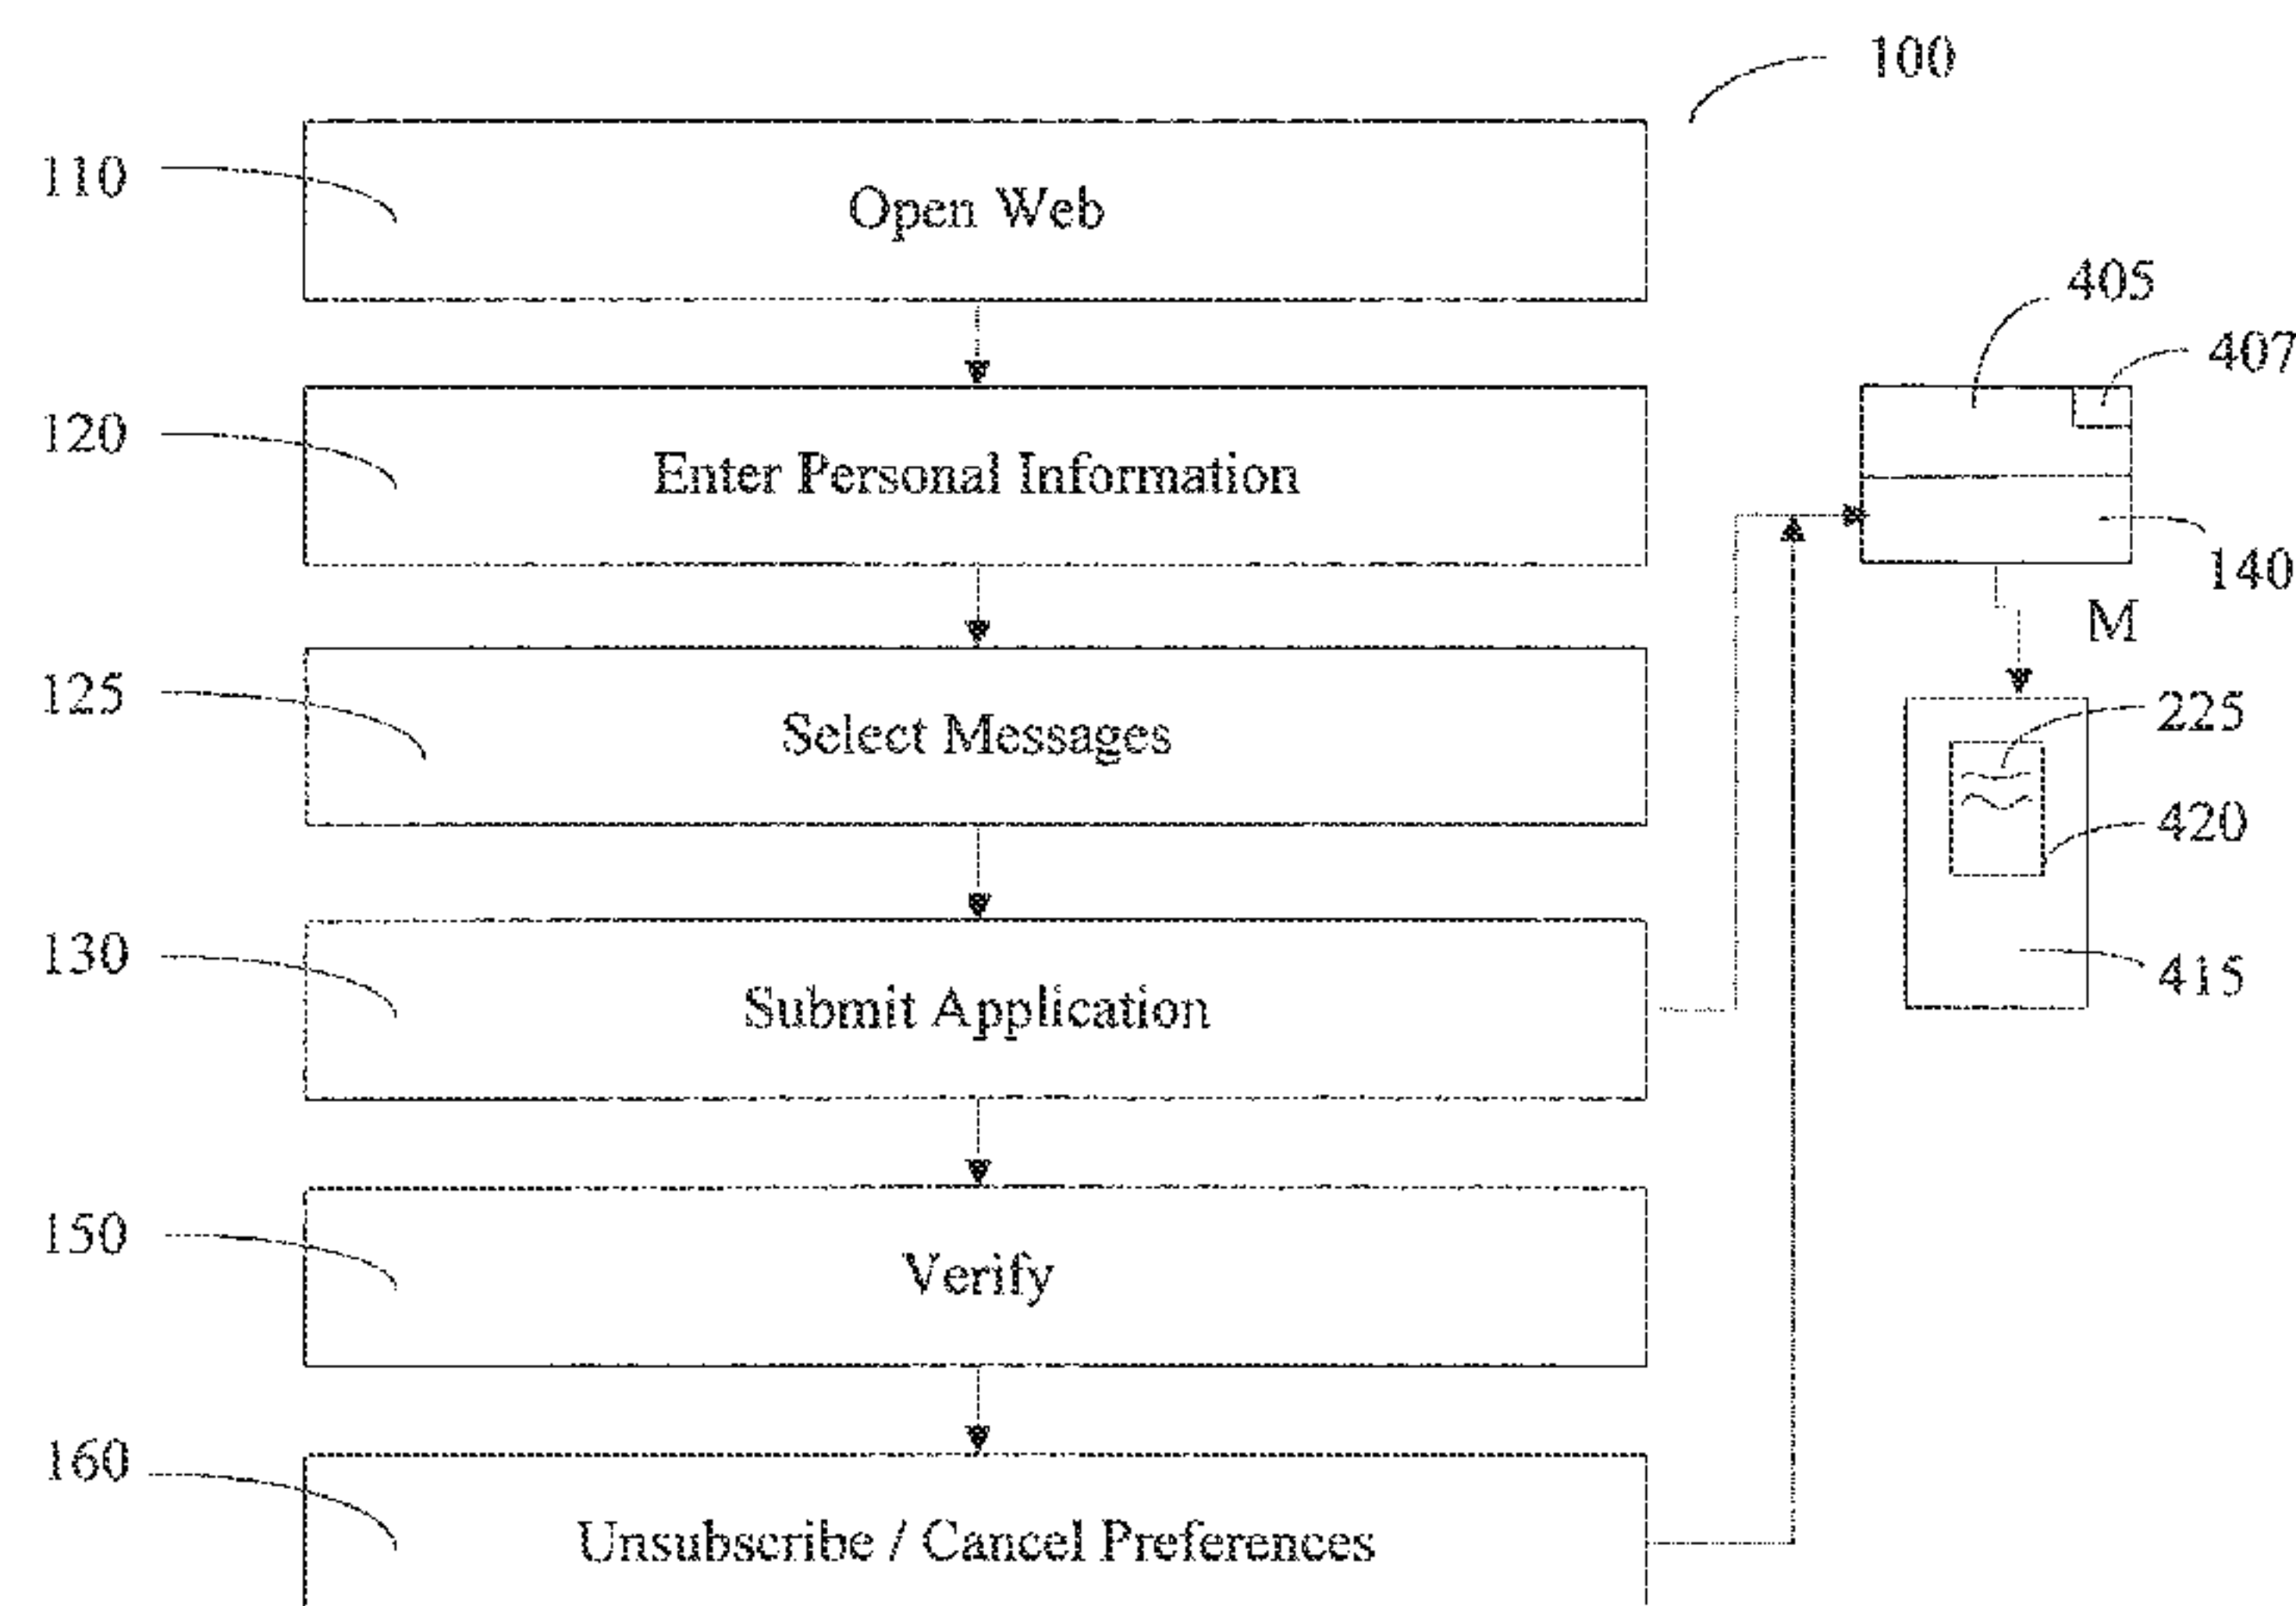 100
110
Open Web
405
407
120
Enter Personal Information
140
M
125
Select Messages
225
420
130
Submit Application
415
150
Verify
160
Unsubscribe / Cancel Preferences